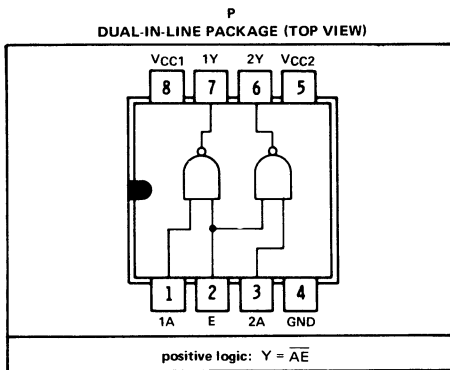 P
DUAL-IN-LINE PACKAGE (TOP VIEW)
VCC1 1Y 2Y VCC2
8 7 6 5
1 2 3 4
1A E 2A GND
positive logic: Y = A̅E̅